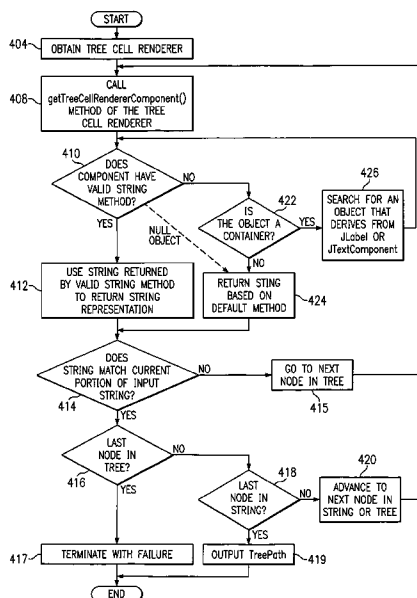 START
404
OBTAIN TREE CELL RENDERER
408
CALL
getTreeCellRendererComponent()
METHOD OF THE TREE
CELL RENDERER
410
DOES
COMPONENT HAVE
VALID STRING
METHOD?
NO
YES
NULL
OBJECT
422
IS
THE OBJECT A
CONTAINER?
YES
NO
426
SEARCH FOR AN
OBJECT THAT
DERIVES FROM
JLabel OR
JTextComponent
412
USE STRING RETURNED
BY VALID STRING METHOD
TO RETURN STRING
REPRESENTATION
RETURN STING
BASED ON
DEFAULT METHOD
424
DOES
STRING MATCH CURRENT
PORTION OF INPUT
STRING?
414
NO
YES
GO TO NEXT
NODE IN TREE
415
LAST
NODE IN
TREE?
416
NO
YES
LAST
NODE IN
STRING?
418
NO
YES
420
ADVANCE TO
NEXT NODE IN
STRING OR TREE
417
TERMINATE WITH FAILURE
OUTPUT TreePath
419
END